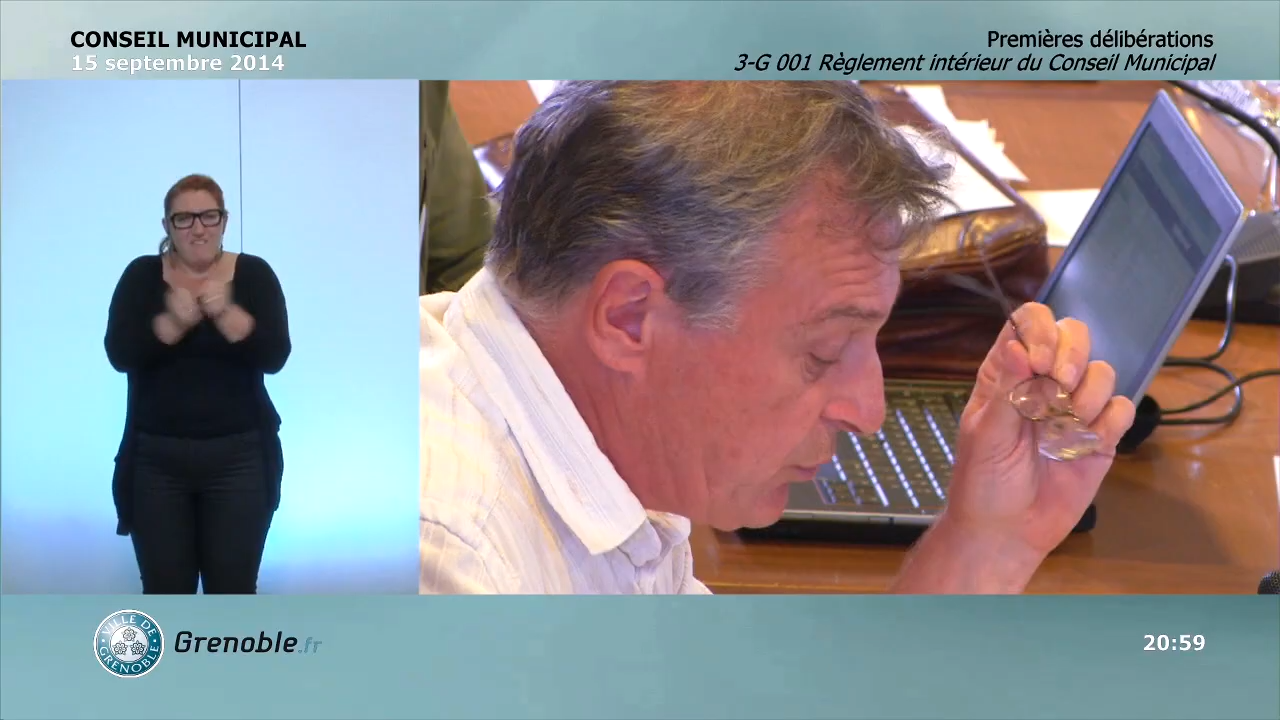 CONSEIL MUNICIPAL
15 septembre 2014
Premières délibérations
3-G 001 Règlement intérieur du Conseil Municipal
VILLE DE GRENOBLE
Grenoble.fr
20:59